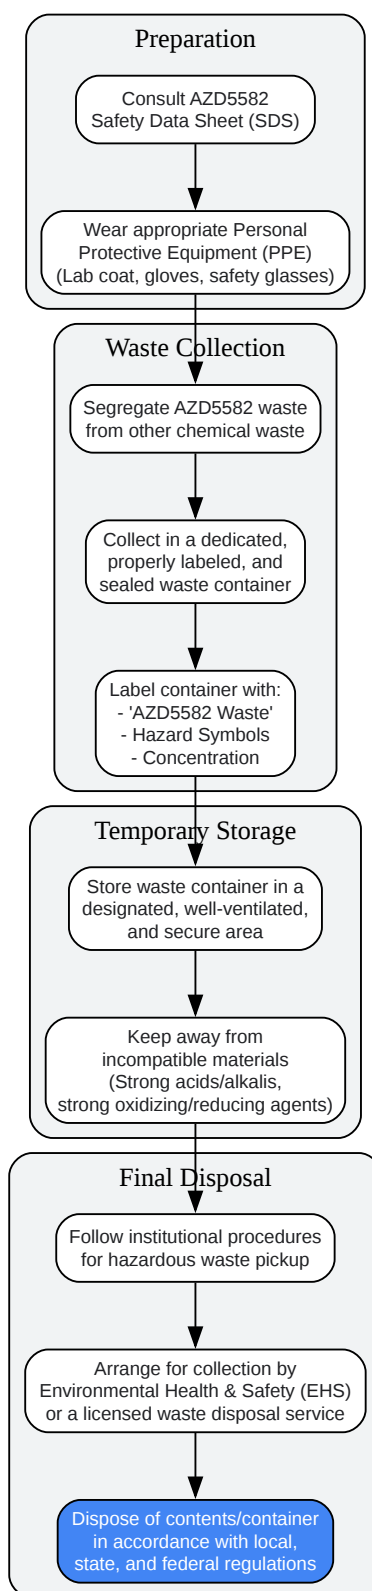 Preparation
Consult AZD5582
Safety Data Sheet (SDS)
Wear appropriate Personal
Protective Equipment (PPE)
(Lab coat, gloves, safety glasses)
Waste Collection
Segregate AZD5582 waste
from other chemical waste
Collect in a dedicated,
properly labeled, and
sealed waste container
Label container with:
- 'AZD5582 Waste'
- Hazard Symbols
- Concentration
Temporary Storage
Store waste container in a
designated, well-ventilated,
and secure area
Keep away from
incompatible materials
(Strong acids/alkalis,
strong oxidizing/reducing agents)
Final Disposal
Follow institutional procedures
for hazardous waste pickup
Arrange for collection by
Environmental Health & Safety (EHS)
or a licensed waste disposal service
Dispose of contents/container
in accordance with local,
state, and federal regulations